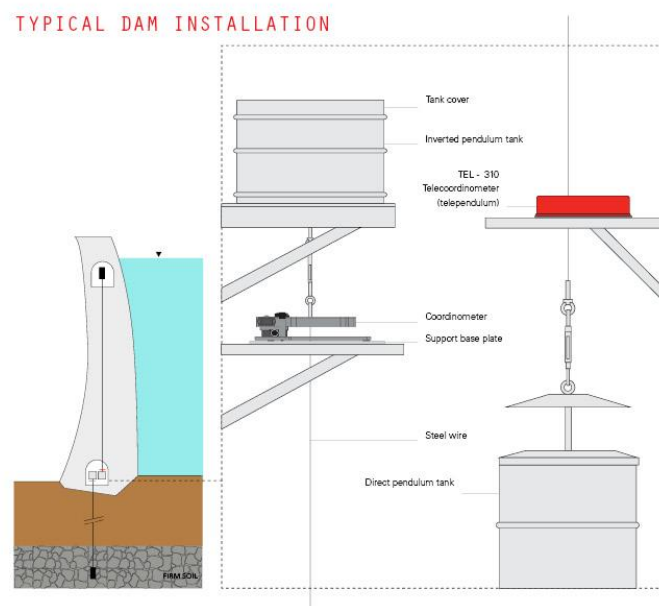 TYPICAL DAM INSTALLATION
Tank cover
Inverted pendulum tank
TEL - 310
Telecoordinometer
(telependulum)
Coordinometer
Support base plate
Steel wire
Direct pendulum tank
FIRM SOIL